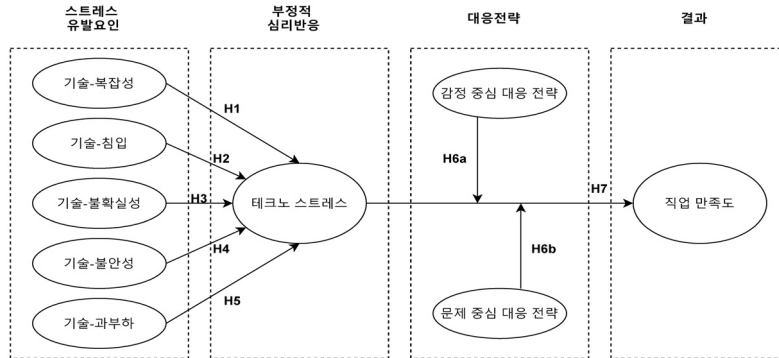 스트레스
유발요인
부정적
심리반응
대응전략
결과
기술-복잡성
기술-침입
기술-불확실성
기술-불안성
기술-과부하
H1
H2
H3
H4
H5
테크노 스트레스
감정 중심 대응 전략
H6a
H6b
문제 중심 대응 전략
H7
직업 만족도